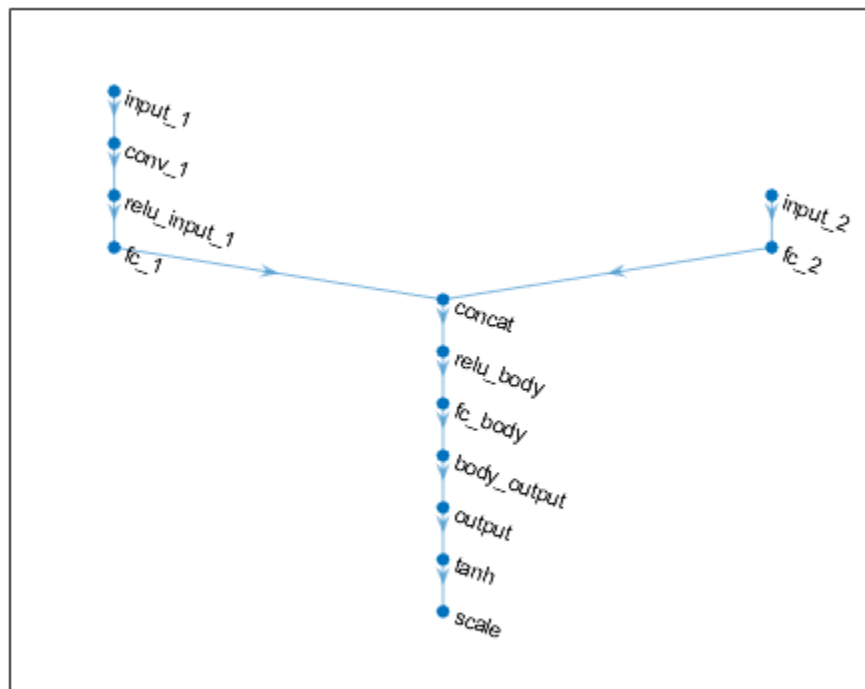 input_1
conv_1
relu_input_1
fc_1
input_2
fc_2
concat
relu_body
fc_body
body_output
output
tanh
scale